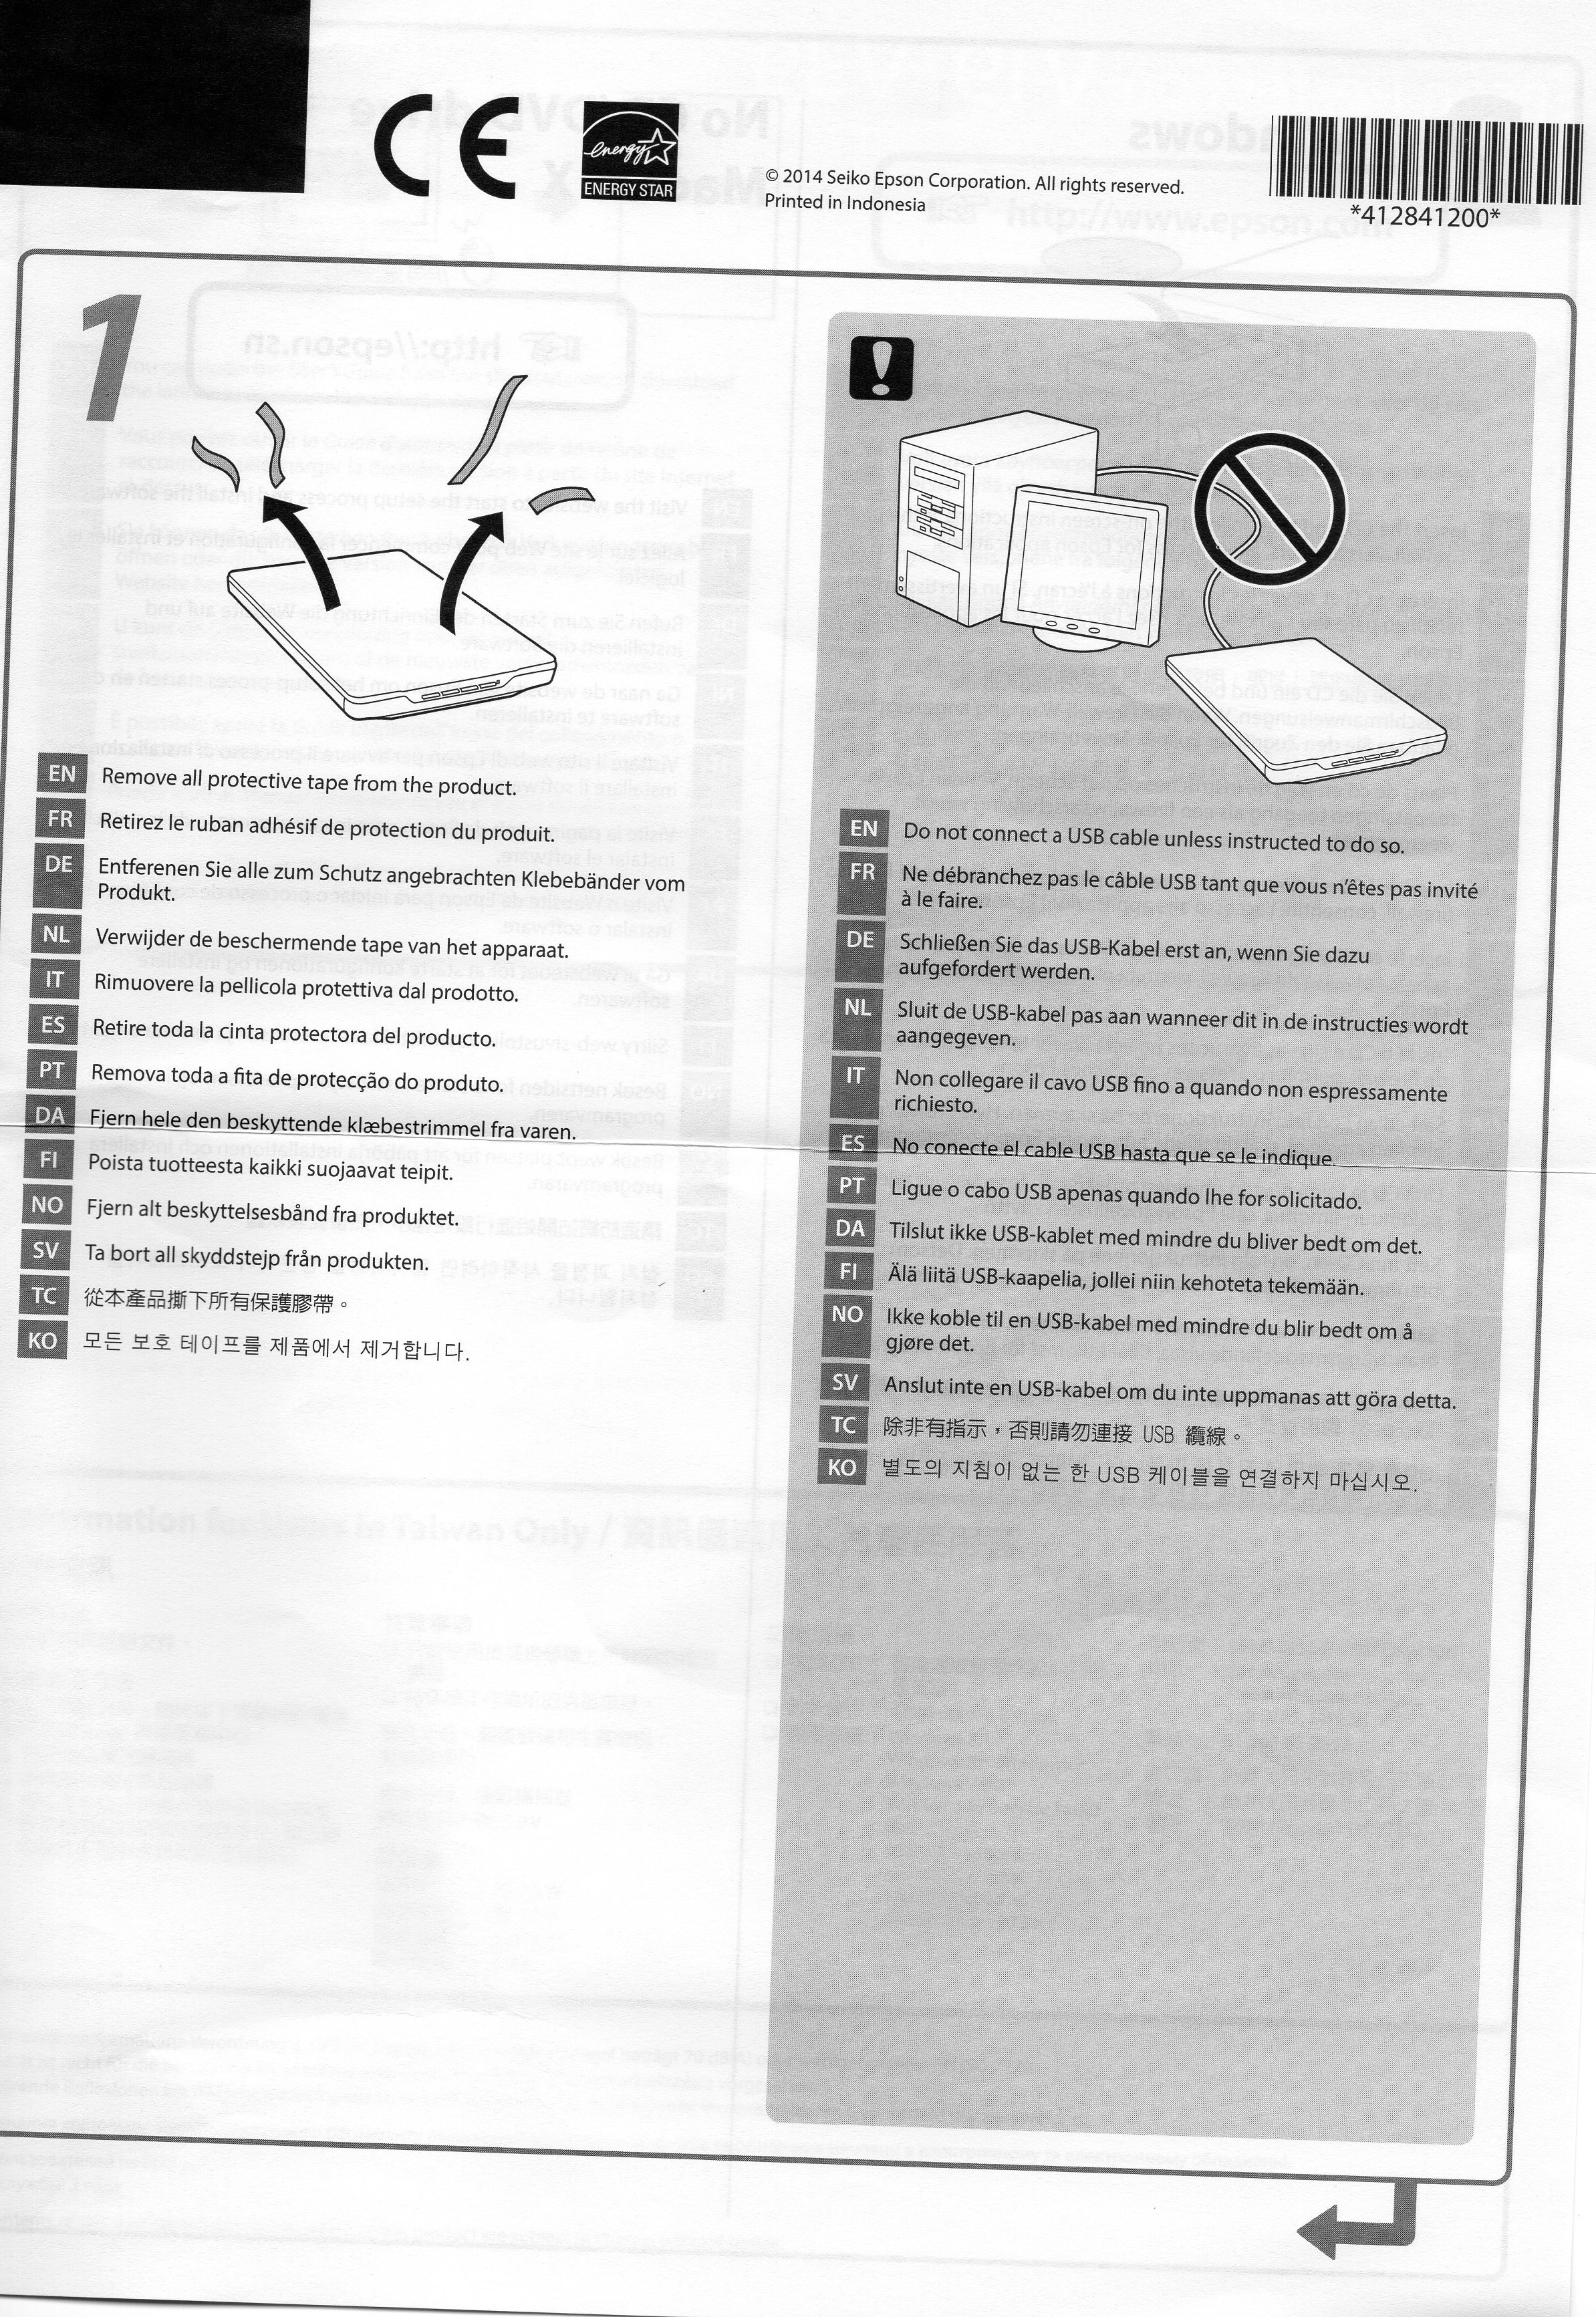 CE
energy
ENERGY STAR
© 2014 Seiko Epson Corporation. All rights reserved.
Printed in Indonesia
*412841200*
1
EN Remove all protective tape from the product.
FR Retirez le ruban adhésif de protection du produit.
DE Entferenen Sie alle zum Schutz angebrachten Klebebänder vom
Produkt.
NL Verwijder de beschermende tape van het apparaat.
IT Rimuovere la pellicola protettiva dal prodotto.
ES Retire toda la cinta protectora del producto.
PT Remova toda a fita de protecção do produto.
DA Fjern hele den beskyttende klæbestrimmel fra varen.
FI Poista tuotteesta kaikki suojaavat teipit.
NO Fjern alt beskyttelsesbånd fra produktet.
SV Ta bort all skyddstejp från produkten.
TC 從本產品撕下所有保護膠帶。
KO 모든 보호 테이프를 제품에서 제거합니다.
!
EN Do not connect a USB cable unless instructed to do so.
FR Ne débranchez pas le câble USB tant que vous n’êtes pas invité
à le faire.
DE Schließen Sie das USB-Kabel erst an, wenn Sie dazu
aufgefordert werden.
NL Sluit de USB-kabel pas aan wanneer dit in de instructies wordt
aangegeven.
IT Non collegare il cavo USB fino a quando non espressamente
richiesto.
ES No conecte el cable USB hasta que se le indique.
PT Ligue o cabo USB apenas quando lhe for solicitado.
DA Tilslut ikke USB-kablet med mindre du bliver bedt om det.
FI Älä liitä USB-kaapelia, jollei niin kehoteta tekemään.
NO Ikke koble til en USB-kabel med mindre du blir bedt om å
gjøre det.
SV Anslut inte en USB-kabel om du inte uppmanas att göra detta.
TC 除非有指示，否則請勿連接 USB 纜線。
KO 별도의 지침이 없는 한 USB 케이블을 연결하지 마십시오.